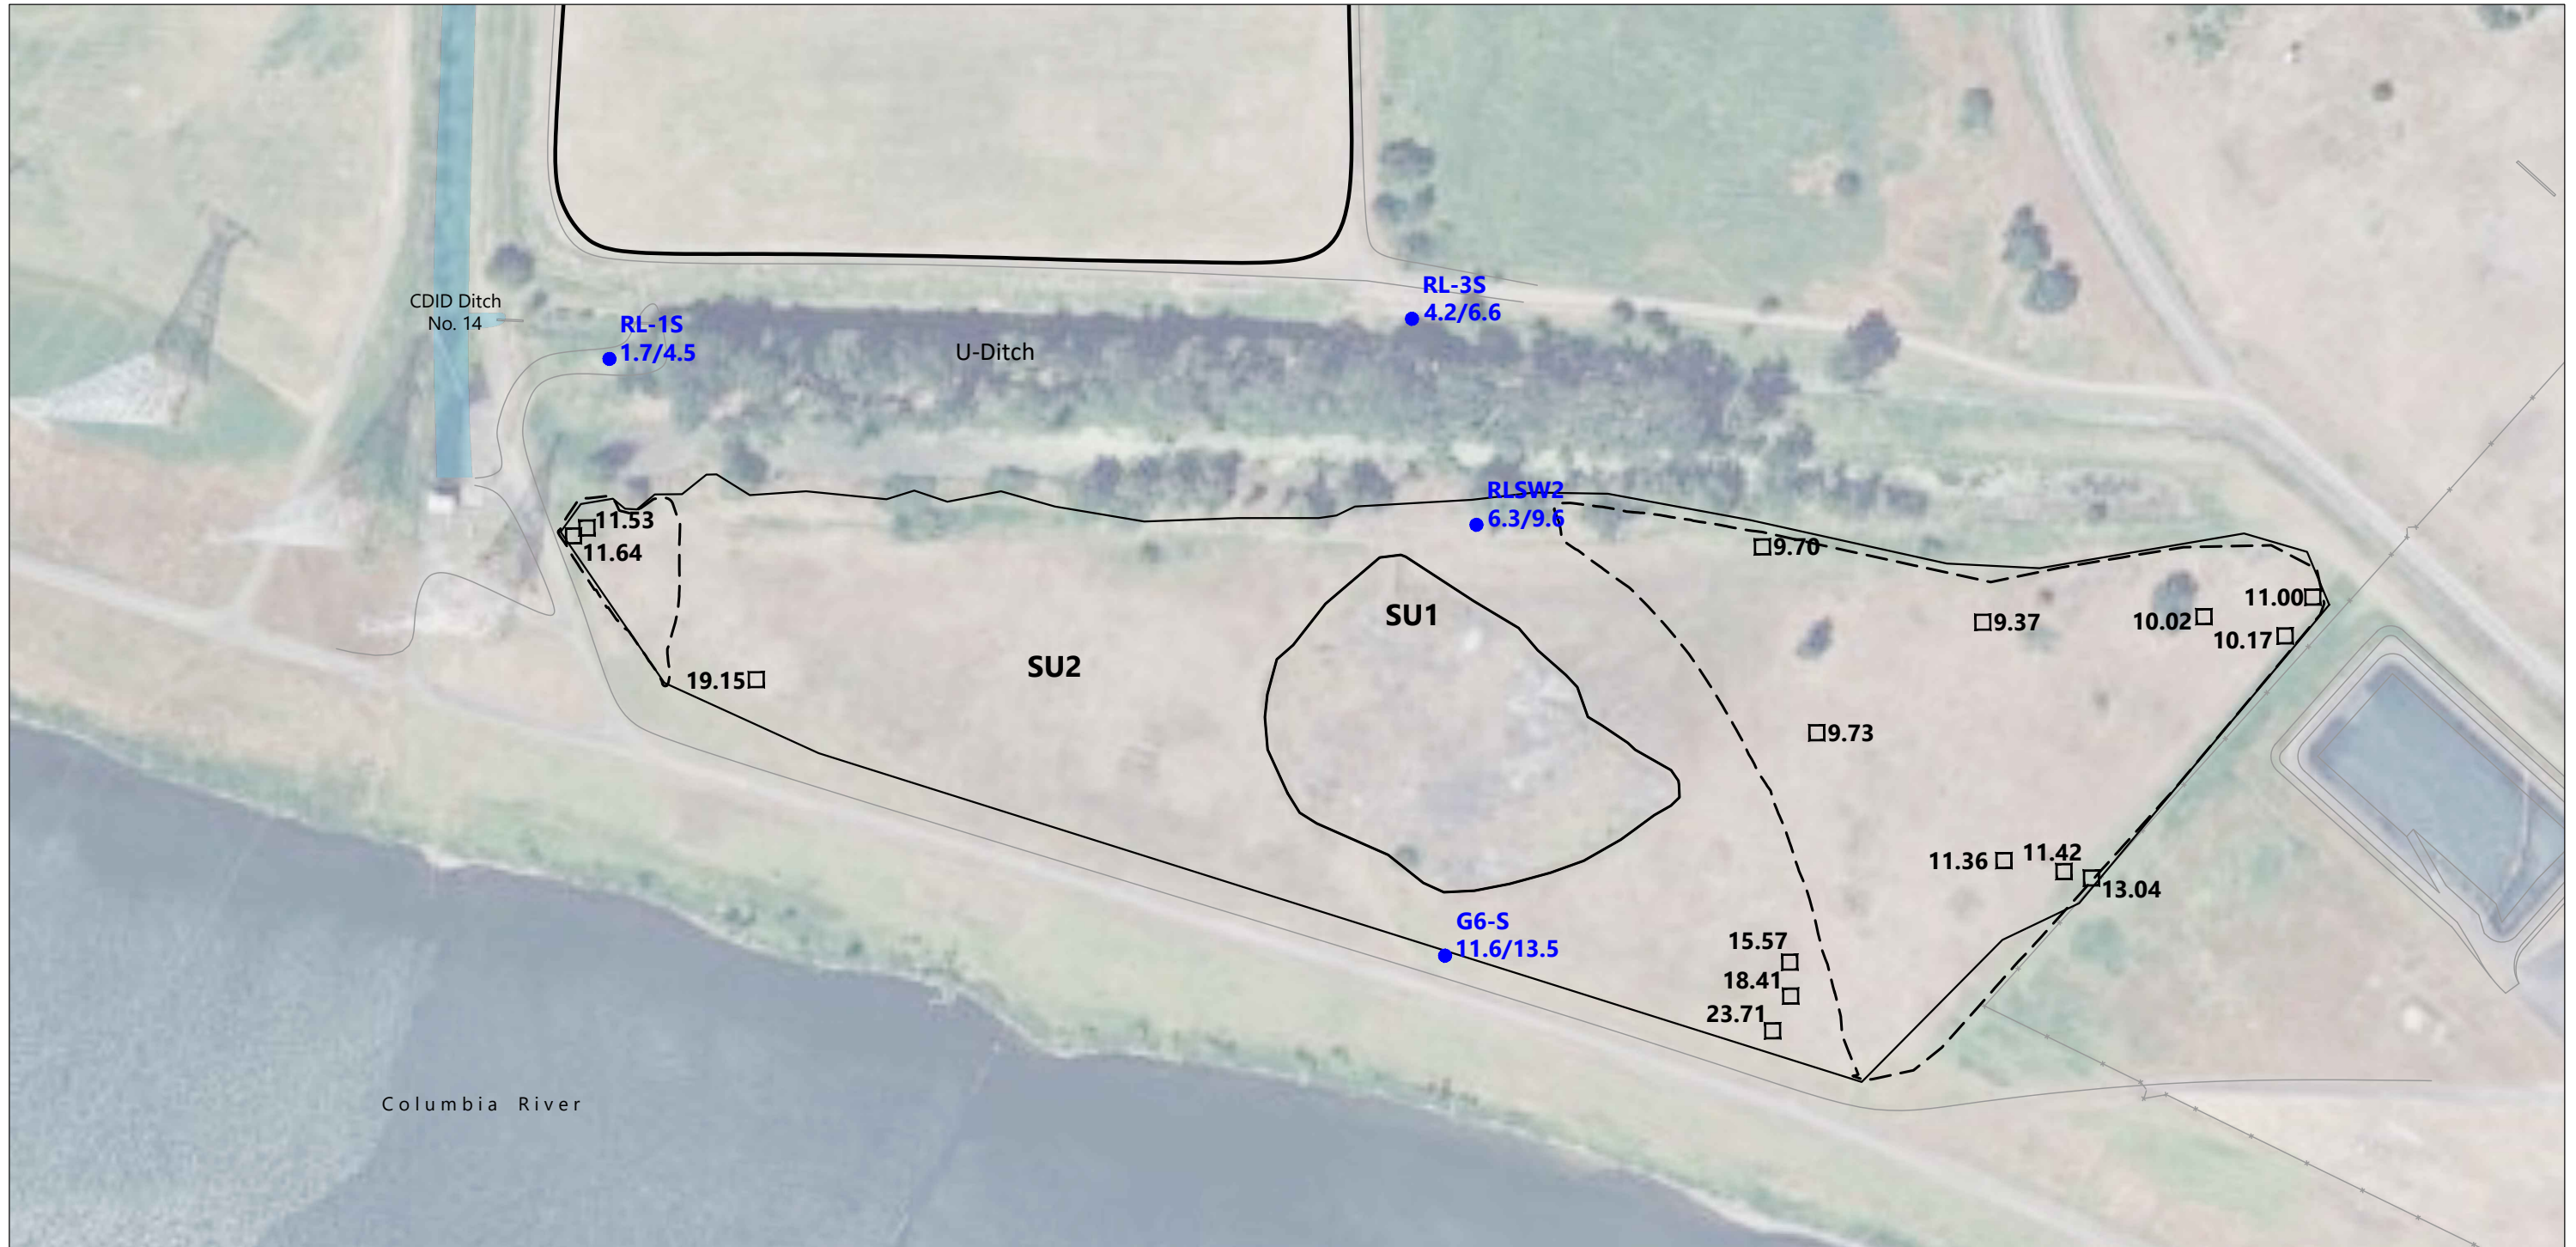 RL-3S
4.2/6.6
CDID Ditch
No. 14
RL-1S
1.7/4.5
U-Ditch
RLSW2
6.3/9.6
11.53
11.64
9.70
11.00
10.02
9.37
10.17
SU1
SU2
19.15
9.73
11.36
11.42
13.04
G6-S
11.6/13.5
15.57
18.41
23.71
Columbia River